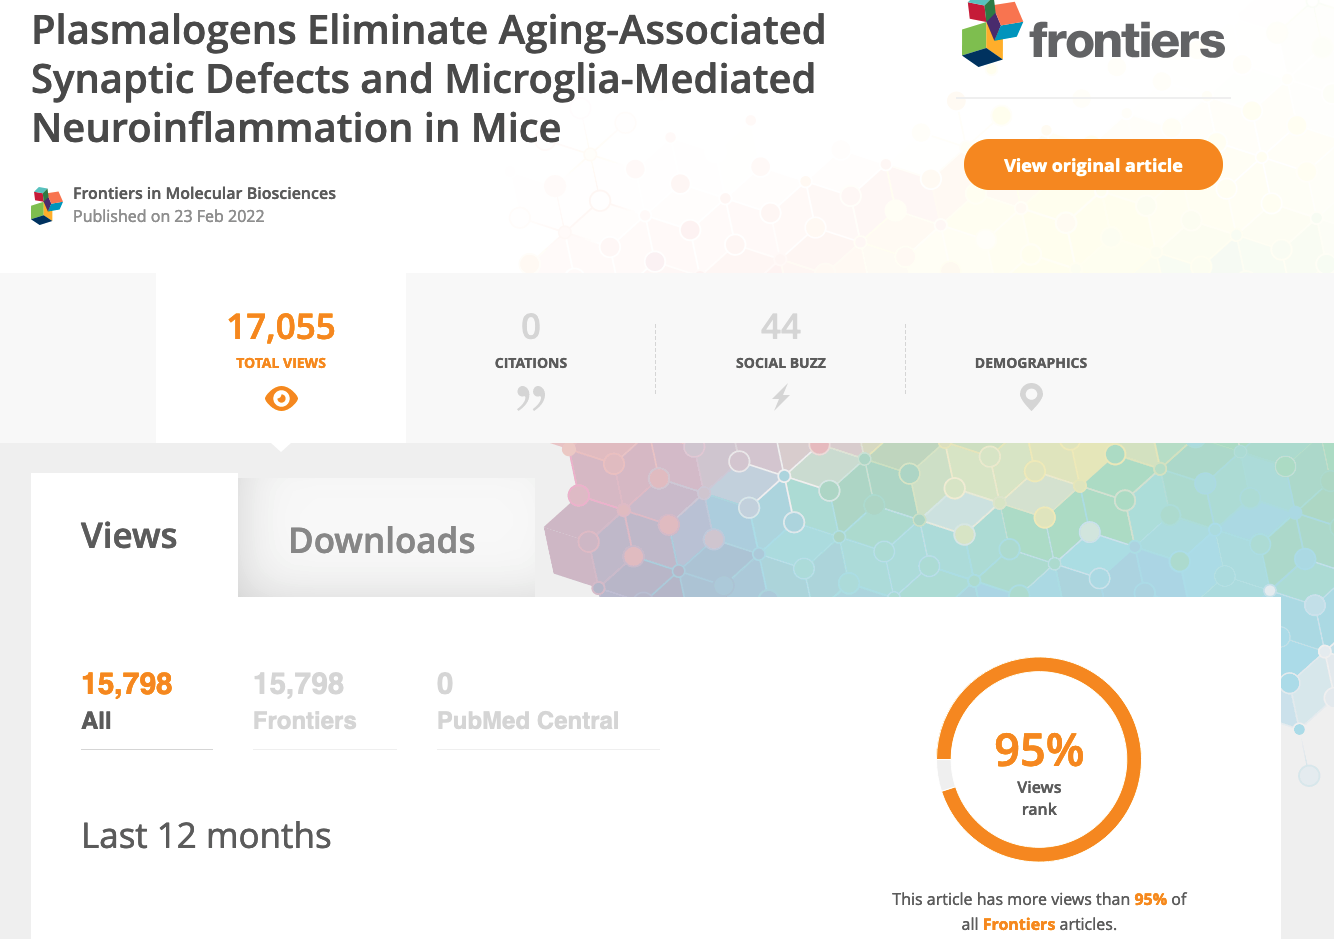 Plasmalogens Eliminate Aging-Associated
Synaptic Defects and Microglia-Mediated
Neuroinflammation in Mice
Frontiers in Molecular Biosciences
Published on 23 Feb 2022
frontiers
View original article
17,055
TOTAL VIEWS
0
CITATIONS
44
SOCIAL BUZZ
DEMOGRAPHICS
Views
Downloads
15,798
All
15,798
Frontiers
0
PubMed Central
Last 12 months
95%
Views
rank
This article has more views than 95% of
all Frontiers articles.